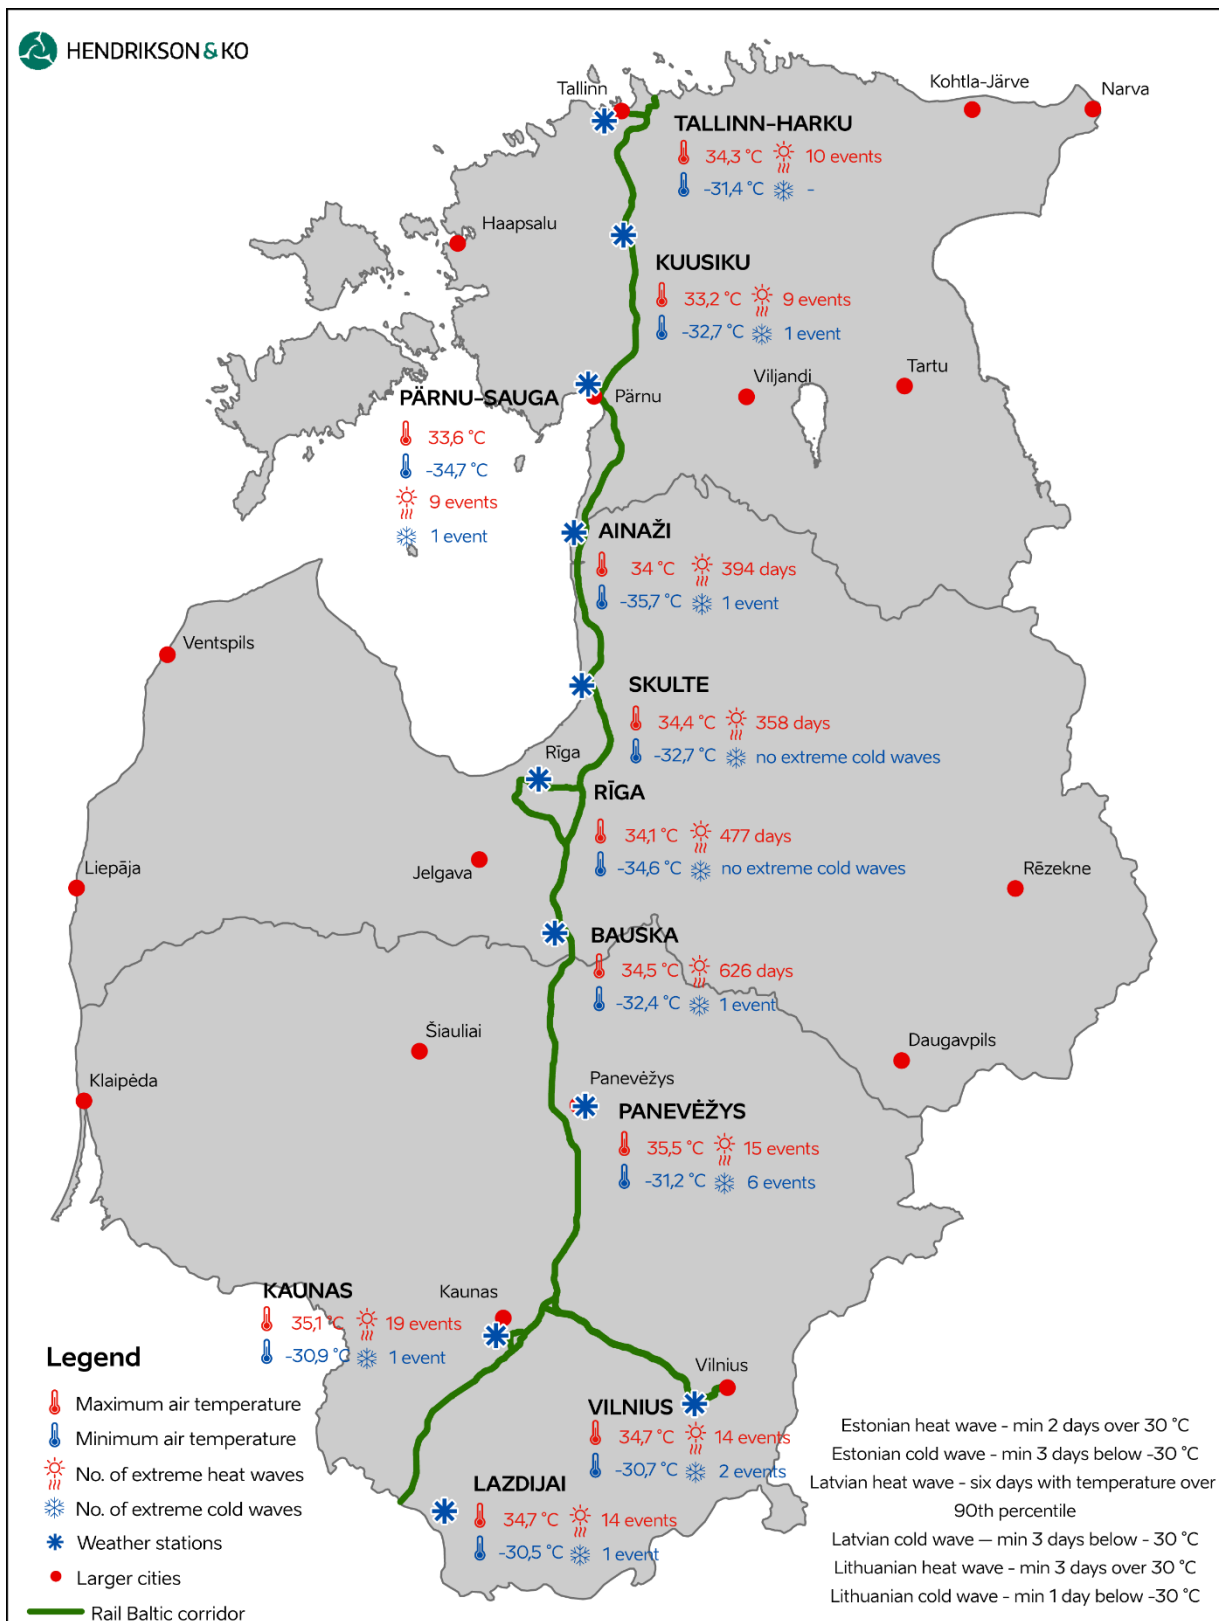 HENDRIKSON & KO
Tallinn
Kohtla-Järve
Narva
TALLINN-HARKU
34,3 °C 10 events
-31,4 °C -
Haapsalu
KUUSIKU
33,2 °C 9 events
-32,7 °C 1 event
Viljandi
Tartu
PÄRNU-SAUGA
Pärnu
33,6 °C
-34,7 °C
9 events
1 event
AINAŽI
34 °C 394 days
-35,7 °C 1 event
Ventspils
SKULTE
34,4 °C 358 days
-32,7 °C no extreme cold waves
Rīga
RĪGA
34,1 °C 477 days
-34,6 °C no extreme cold waves
Liepāja
Jelgava
Rēzekne
BAUSKA
34,5 °C 626 days
-32,4 °C 1 event
Šiauliai
Daugavpils
Klaipėda
Panevėžys
PANEVĖŽYS
35,5 °C 15 events
-31,2 °C 6 events
KAUNAS
Kaunas
35,1 °C 19 events
-30,9 °C 1 event
Vilnius
VILNIUS
34,7 °C 14 events
-30,7 °C 2 events
LAZDIJAI
34,7 °C 14 events
-30,5 °C 1 event
Legend
Maximum air temperature
Minimum air temperature
No. of extreme heat waves
No. of extreme cold waves
Weather stations
Larger cities
Rail Baltic corridor
Estonian heat wave - min 2 days over 30 °C
Estonian cold wave - min 3 days below -30 °C
Latvian heat wave - six days with temperature over
90th percentile
Latvian cold wave — min 3 days below - 30 °C
Lithuanian heat wave - min 3 days over 30 °C
Lithuanian cold wave - min 1 day below -30 °C